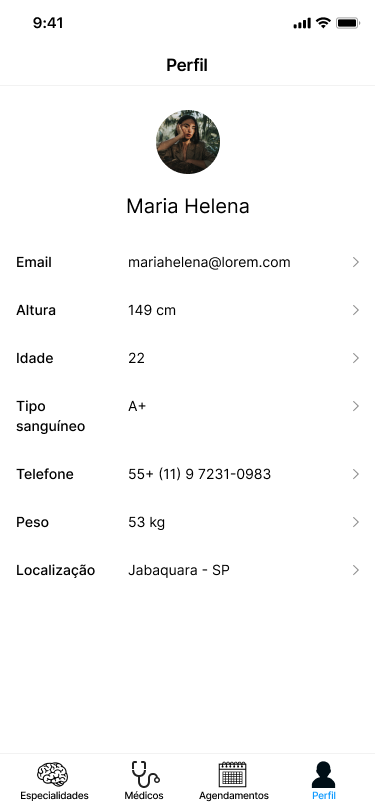 9:41
Perfil
Maria Helena
Email mariahelena@lorem.com
Altura 149 cm
Idade 22
Tipo sanguíneo A+
Telefone 55+ (11) 9 7231-0983
Peso 53 kg
Localização Jabaquara - SP
Especialidades Médicos Agendamentos Perfil